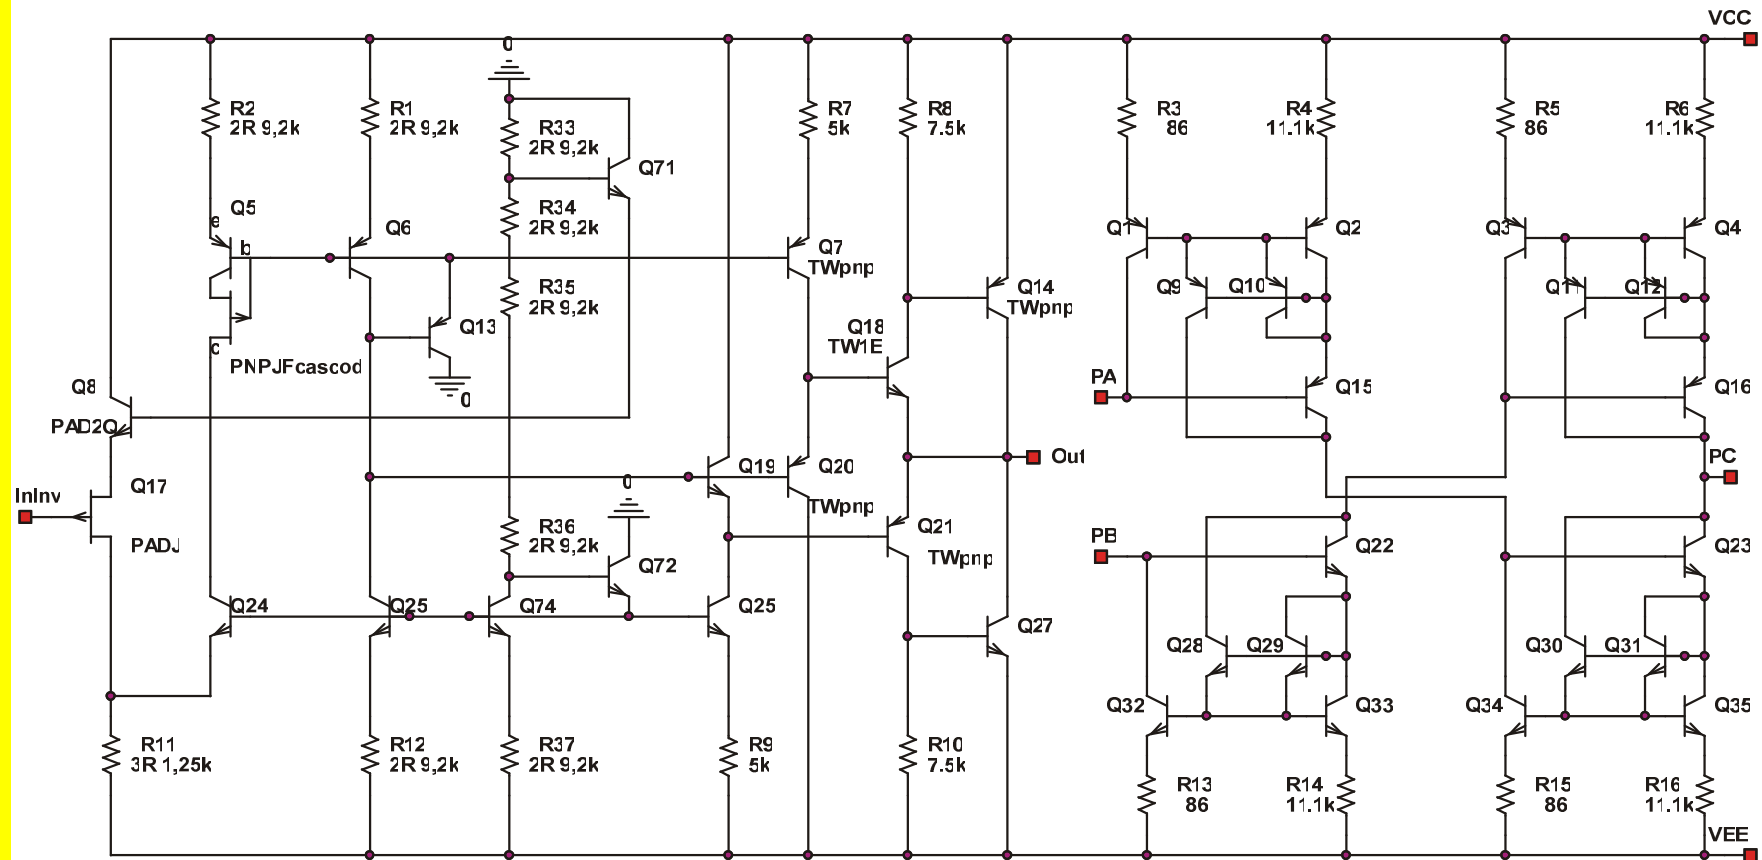 VCC
0
R2
2R 9,2k
R1
2R 9,2k
R33
2R 9,2k
R7
5k
R8
7.5k
R3
86
R4
11.1k
R5
86
R6
11.1k
Q71
Q5
e
b
c
Q6
R34
2R 9,2k
Q7
TWpnp
Q1
Q2
Q3
Q4
R35
2R 9,2k
Q14
TWpnp
Q9
Q10
Q11
Q12
Q13
0
Q18
TW1E
PNPJFcascod
Q8
PAD2Q
PA
Q15
Q16
Out
PC
Q19
Q20
TWpnp
0
Q17
InInv
PADJ
R36
2R 9,2k
Q21
TWpnp
PB
Q22
Q23
Q72
Q24
Q25
Q74
Q25
Q27
Q28
Q29
Q30
Q31
Q32
Q33
Q34
Q35
R11
3R 1,25k
R12
2R 9,2k
R37
2R 9,2k
R9
5k
R10
7.5k
R13
86
R14
11.1k
R15
86
R16
11.1k
VEE